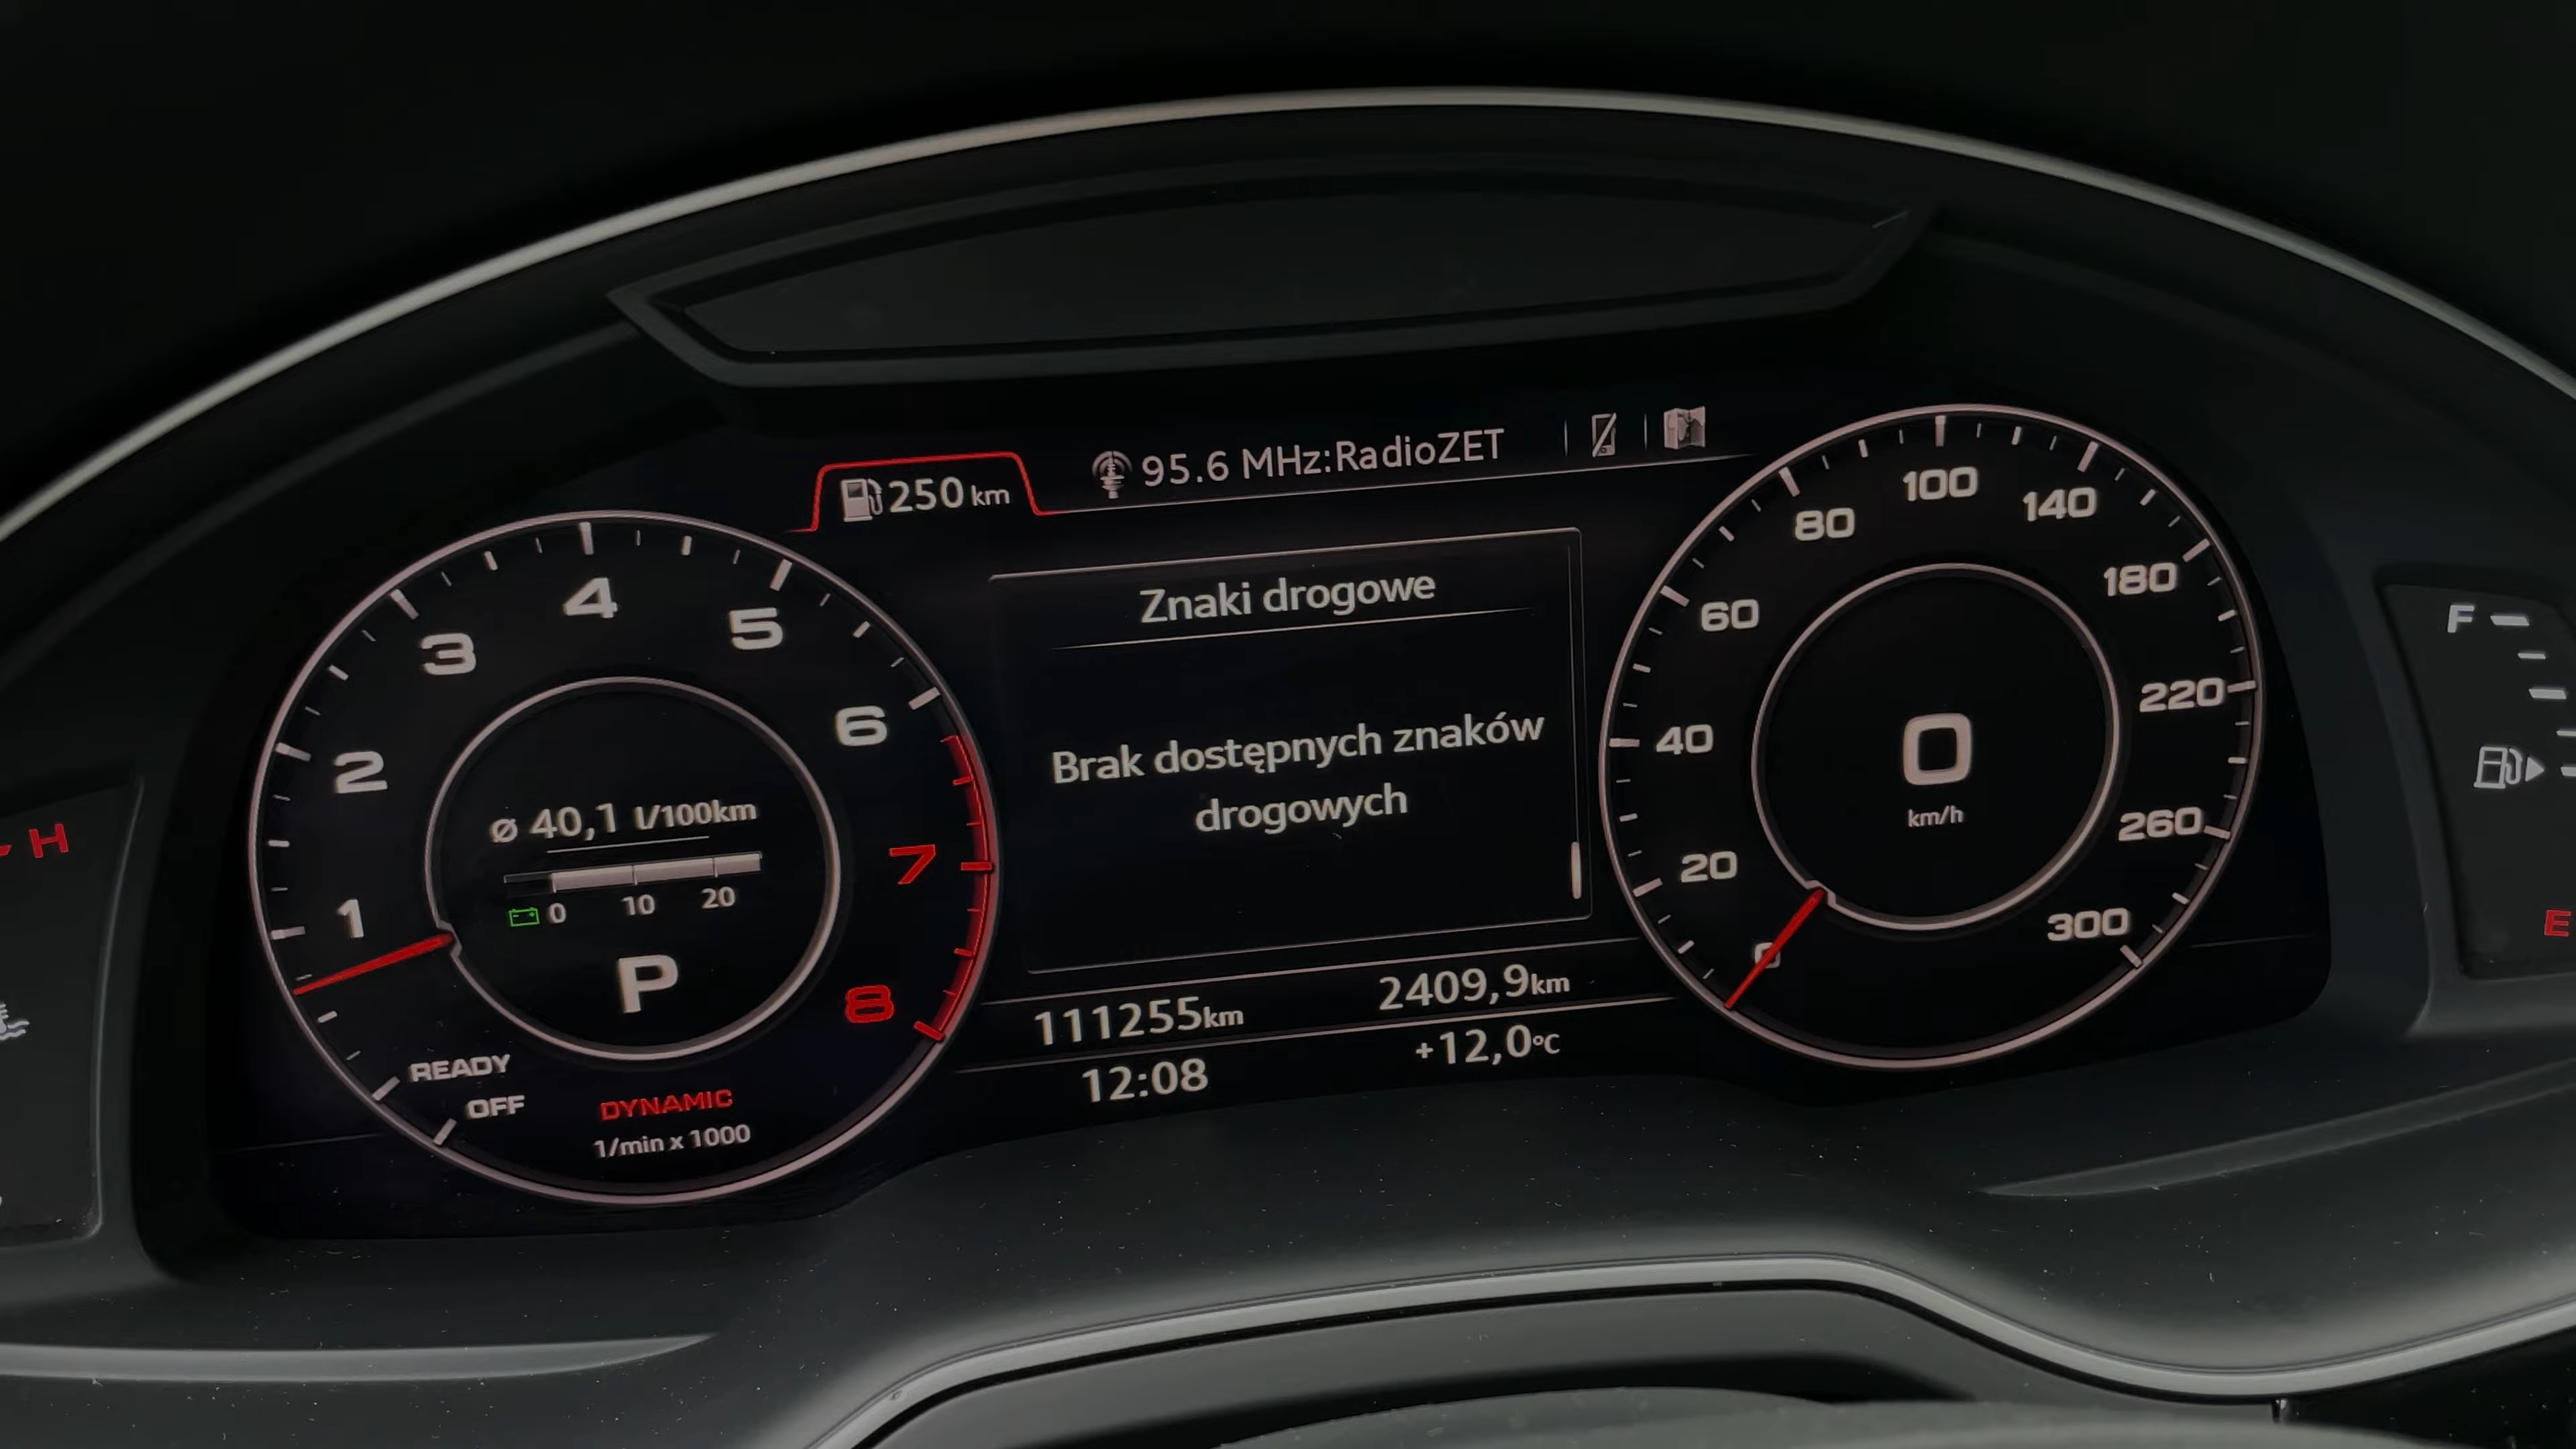 250 km
95.6 MHz:RadioZET
Znaki drogowe
Brak dostępnych znaków
drogowych
111255km
2409,9km
12:08
+12,0°C
1
2
3
4
5
6
7
8
ø 40,1 l/100km
0
10
20
P
READY
OFF
DYNAMIC
1/min x 1000
0
20
40
60
80
100
140
180
220
260
300
0
km/h
H
F
E